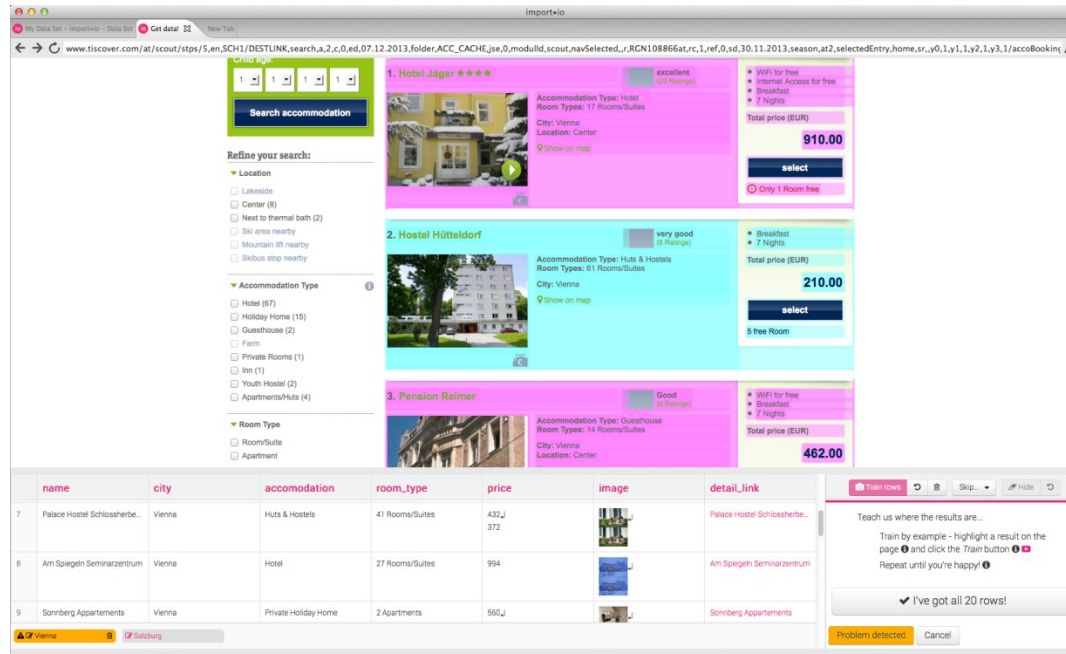 import•io
My Data Set – import•io – Data Set
Get data!
New Tab
www.tiscover.com/at/scout/stps/5,en,SCH1/DESTLINK,search,a,2,c,0,ed,07.12.2013,folder,ACC_CACHE,jse,0,modulId,scout,navSelected,,r,RGN108866at,rc,1,ref,0,sd,30.11.2013,season,at2,selectedEntry,home,sr,,y0,1,y1,1,y2,1,y3,1/accoBooking
Child age:
1 1 1 1
Search accommodation
Refine your search:
Location
Lakeside
Center (8)
Next to thermal bath (2)
Ski area nearby
Mountain lift nearby
Skibus stop nearby
Accommodation Type
Hotel (67)
Holiday Home (15)
Guesthouse (2)
Farm
Private Rooms (1)
Inn (1)
Youth Hostel (2)
Apartments/Huts (4)
Room Type
Room/Suite
Apartment
1. Hotel Jäger ★★★★
excellent
Accommodation Type: Hotel
Room Types: 17 Rooms/Suites
City: Vienna
Location: Center
Show on map
• WiFi for free
• Internet Access for free
• Breakfast
• 7 Nights
Total price (EUR)
910.00
select
Only 1 Room free
2. Hostel Hütteldorf
very good
(8 Ratings)
Accommodation Type: Huts & Hostels
Room Types: 61 Rooms/Suites
City: Vienna
Show on map
• Breakfast
• 7 Nights
Total price (EUR)
210.00
select
5 free Room
3. Pension Reimer
Good
Accommodation Type: Guesthouse
Room Types: 14 Rooms/Suites
City: Vienna
Location: Center
• WiFi for free
• Breakfast
• 7 Nights
Total price (EUR)
462.00
name city accomodation room_type price image detail_link
7 Palace Hostel Schlossherbe... Vienna Huts & Hostels 41 Rooms/Suites 432 Palace Hostel Schlossherbe...
372
8 Am Spiegeln Seminarzentrum Vienna Hotel 27 Rooms/Suites 994 Am Spiegeln Seminarzentrum
9 Sonnberg Appartements Vienna Private Holiday Home 2 Apartments 560 Sonnberg Appartements
Vienna
Salzburg
Train rows
Skip...
Hide
Teach us where the results are...
Train by example - highlight a result on the
page and click the Train button
Repeat until you're happy!
I've got all 20 rows!
Problem detected
Cancel